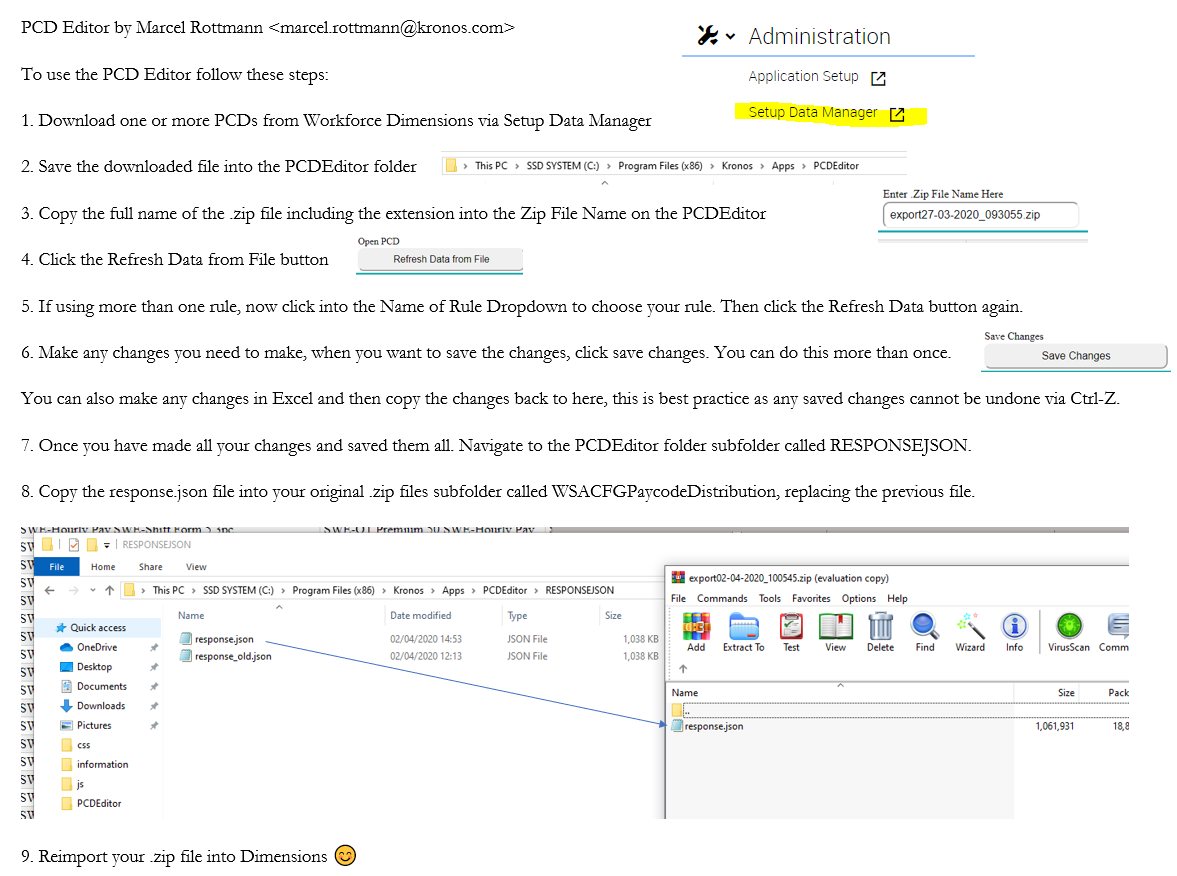 PCD Editor by Marcel Rottmann <marcel.rottmann@kronos.com>
Administration
To use the PCD Editor follow these steps:
Application Setup
Setup Data Manager
1. Download one or more PCDs from Workforce Dimensions via Setup Data Manager
2. Save the downloaded file into the PCDEditor folder
> This PC > SSD SYSTEM (C:) > Program Files (x86) > Kronos > Apps > PCDEditor
Enter .Zip File Name Here
3. Copy the full name of the .zip file including the extension into the Zip File Name on the PCDEditor
export27-03-2020_093055.zip
Open PCD
4. Click the Refresh Data from File button
Refresh Data from File
5. If using more than one rule, now click into the Name of Rule Dropdown to choose your rule. Then click the Refresh Data button again.
Save Changes
6. Make any changes you need to make, when you want to save the changes, click save changes. You can do this more than once.
Save Changes
You can also make any changes in Excel and then copy the changes back to here, this is best practice as any saved changes cannot be undone via Ctrl-Z.
7. Once you have made all your changes and saved them all. Navigate to the PCDEditor folder subfolder called RESPONSEJSON.
8. Copy the response.json file into your original .zip files subfolder called WSACFGPaycodeDistribution, replacing the previous file.
RESPONSEJSON
File Home Share View
> This PC > SSD SYSTEM (C:) > Program Files (x86) > Kronos > Apps > PCDEditor > RESPONSEJSON
Name Date modified Type Size
Quick access
OneDrive
Desktop
Documents
Downloads
Pictures
css
information
js
PCDEditor
response.json 02/04/2020 14:53 JSON File 1,038 KB
response_old.json 02/04/2020 12:13 JSON File 1,038 KB
export02-04-2020_100545.zip (evaluation copy)
File Commands Tools Favorites Options Help
Add Extract To Test View Delete Find Wizard Info VirusScan Comm
Name Size Pack
..
response.json 1,061,931 18,8
9. Reimport your .zip file into Dimensions 😊